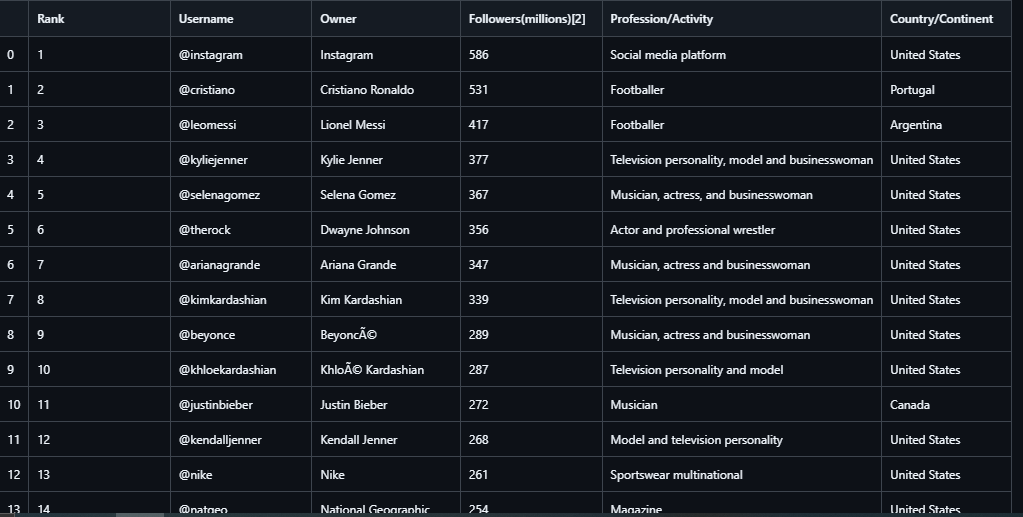 Rank Username Owner Followers(millions)[2] Profession/Activity Country/Continent
0 1 @instagram Instagram 586 Social media platform United States
1 2 @cristiano Cristiano Ronaldo 531 Footballer Portugal
2 3 @leomessi Lionel Messi 417 Footballer Argentina
3 4 @kyliejenner Kylie Jenner 377 Television personality, model and businesswoman United States
4 5 @selenagomez Selena Gomez 367 Musician, actress, and businesswoman United States
5 6 @therock Dwayne Johnson 356 Actor and professional wrestler United States
6 7 @arianagrande Ariana Grande 347 Musician, actress and businesswoman United States
7 8 @kimkardashian Kim Kardashian 339 Television personality, model and businesswoman United States
8 9 @beyonce BeyoncÃ© 289 Musician, actress and businesswoman United States
9 10 @khloekardashian KhloÃ© Kardashian 287 Television personality and model United States
10 11 @justinbieber Justin Bieber 272 Musician Canada
11 12 @kendalljenner Kendall Jenner 268 Model and television personality United States
12 13 @nike Nike 261 Sportswear multinational United States
13 14 @natgeo National Geographic 254 Magazine United States